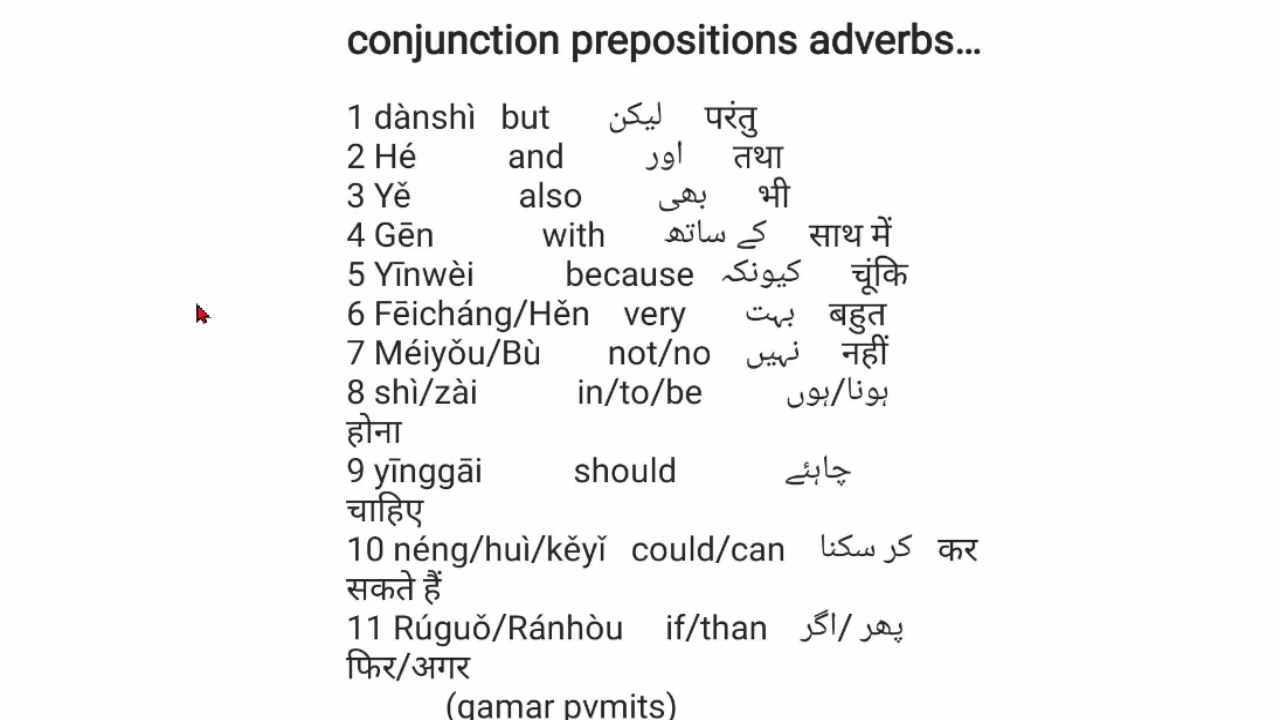 conjunction prepositions adverbs...
1 dànshì but لیکن परंतु
2 Hé and اور तथा
3 Yě also بھی भी
4 Gēn with کے ساتھ साथ में
5 Yīnwèi because کیونکہ चूंकि
6 Fēicháng/Hěn very بہت बहुत
7 Méiyǒu/Bù not/no نہیں नहीं
8 shì/zài in/to/be ہونا/ہوں
होना
9 yīnggāi should چاہئے
चाहिए
10 néng/huì/kěyǐ could/can کر سکنا कर
सकते हैं
11 Rúguǒ/Ránhòu if/than پھر /اگر
फिर/अगर
(qamar pvmits)